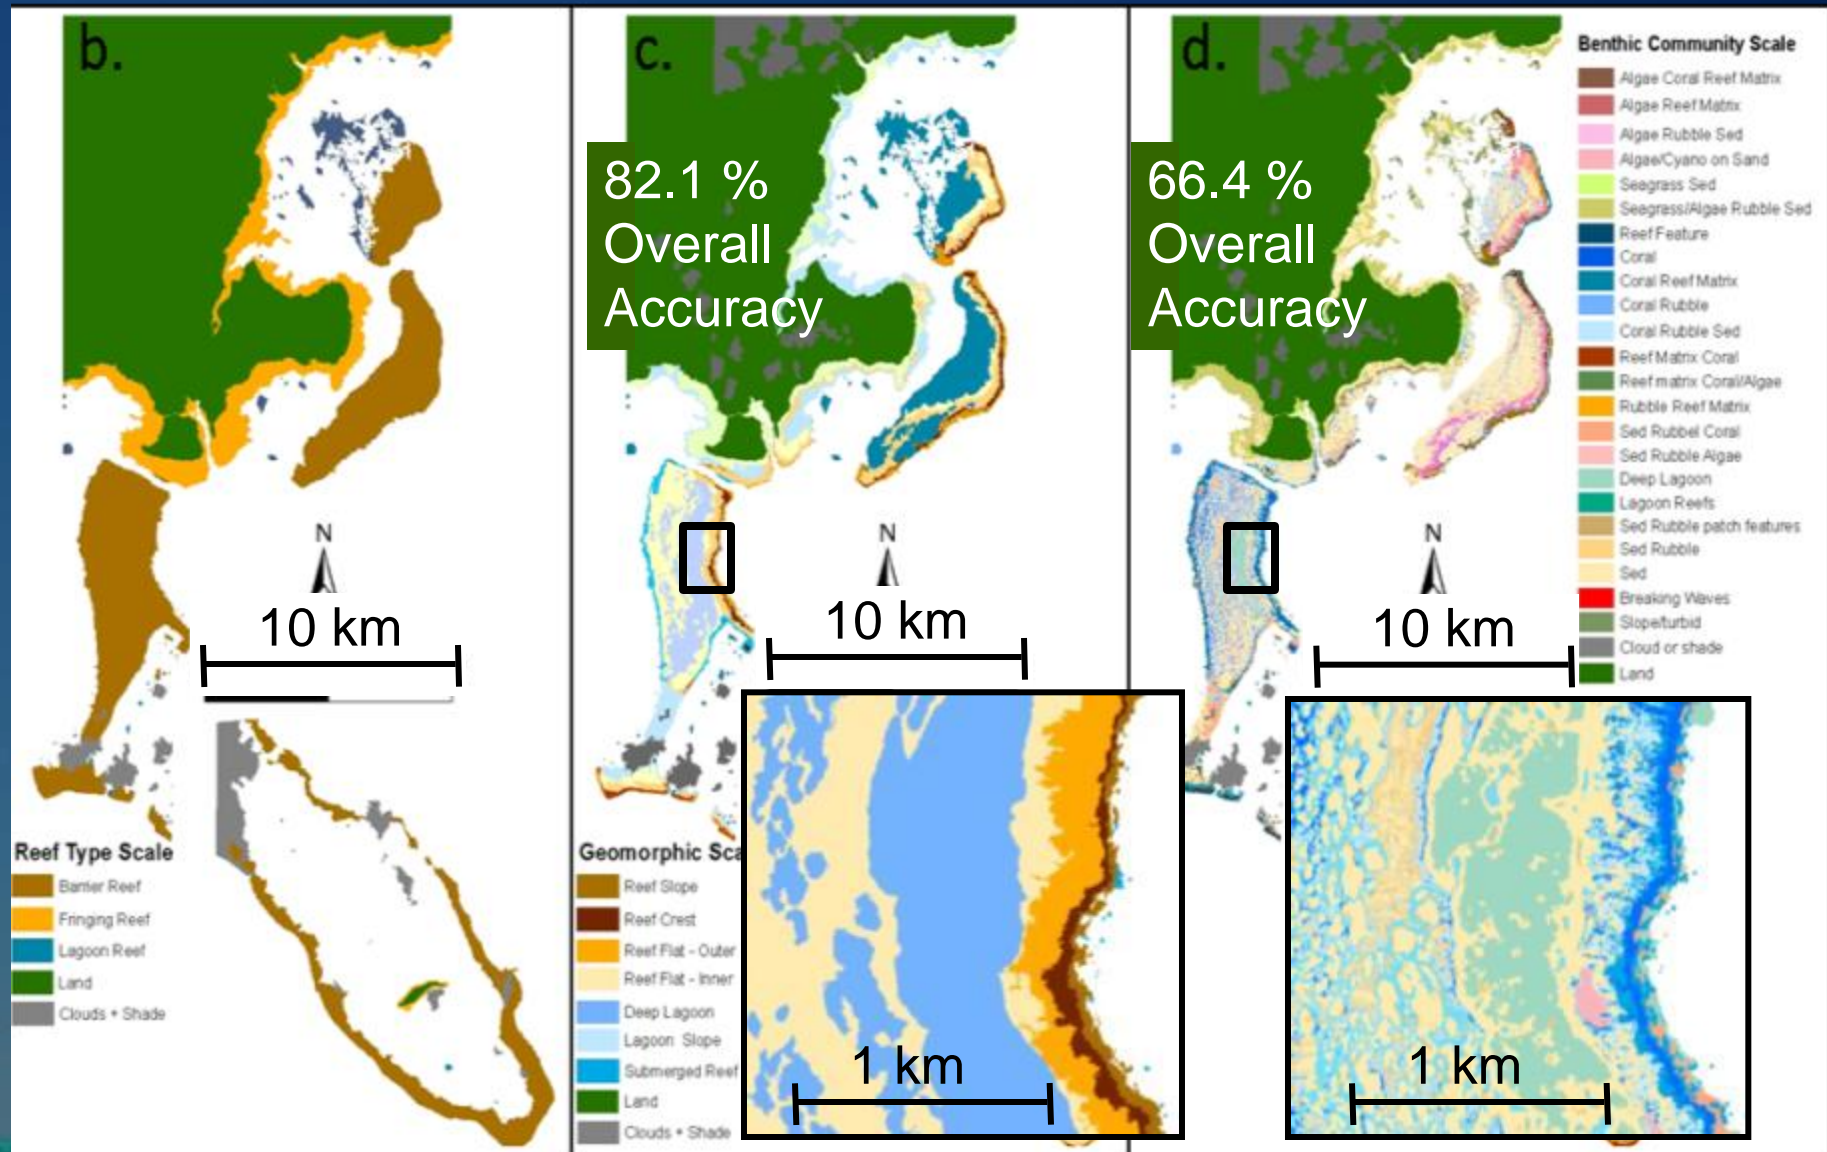 b.
N
10 km
Reef Type Scale
Barrier Reef
Fringing Reef
Lagoon Reef
Land
Clouds + Shade
c.
82.1 %
Overall
Accuracy
N
10 km
Geomorphic Sca
Reef Slope
Reef Crest
Reef Flat - Outer
Reef Flat - Inner
Deep Lagoon
Lagoon Slope
Submerged Reef
Land
Clouds + Shade
1 km
d.
66.4 %
Overall
Accuracy
N
10 km
1 km
Benthic Community Scale
Algae Coral Reef Matrix
Algae Reef Matrix
Algae Rubble Sed
Algae/Cyano on Sand
Seagrass Sed
Seagrass/Algae Rubble Sed
Reef Feature
Coral
Coral Reef Matrix
Coral Rubble
Coral Rubble Sed
Reef Matrix Coral
Reef matrix Coral/Algae
Rubble Reef Matrix
Sed Rubbel Coral
Sed Rubble Algae
Deep Lagoon
Lagoon Reefs
Sed Rubble patch features
Sed Rubble
Sed
Breaking Waves
Slope/turbid
Cloud or shade
Land